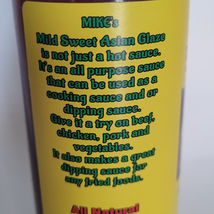 MIKE's
Mild Sweet Asian Glaze
is not just a hot sauce.
It's an all purpose sauce
that can be used as a
cooking sauce and or
dipping sauce.
Give it a try on beef,
chicken, pork and
vegetables.
It also makes a great
dipping sauce for
any fried foods.
All Natural